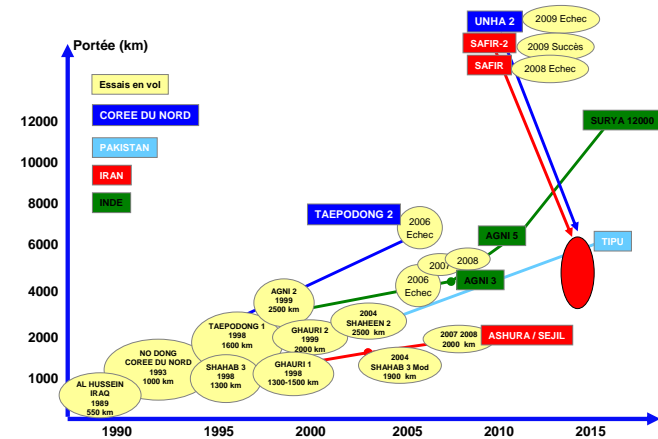 UNHA 2
2009 Echec
Portée (km)
SAFIR-2
2009 Succès
SAFIR
2008 Echec
Essais en vol
COREE DU NORD
PAKISTAN
IRAN
INDE
12000
10000
8000
6000
4000
2000
1000
SURYA 12000
TAEPODONG 2
2006
Echec
AGNI 5
TIPU
2007
2008
2006
Echec
AGNI 3
AGNI 2
1999
2500 km
TAEPODONG 1
1998
1600 km
GHAURI 2
1999
2000 km
2004
SHAHEEN 2
2500 km
2007 2008
2000 km
ASHURA / SEJIL
NO DONG
COREE DU NORD
1993
1000 km
SHAHAB 3
1998
1300 km
GHAURI 1
1998
1300-1500 km
2004
SHAHAB 3 Mod
1900 km
AL HUSSEIN
IRAQ
1989
550 km
1990
1995
2000
2005
2010
2015